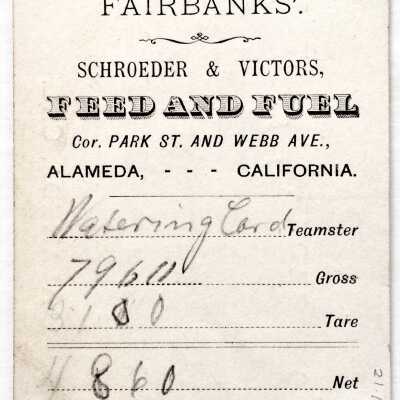 FAIRBANKS'.
SCHROEDER & VICTORS,
FEED AND FUEL
Cor. PARK ST. AND WEBB AVE.,
ALAMEDA, - - - CALIFORNIA.
Watering Card Teamster
7960 Gross
3100 Tare
4860 Net